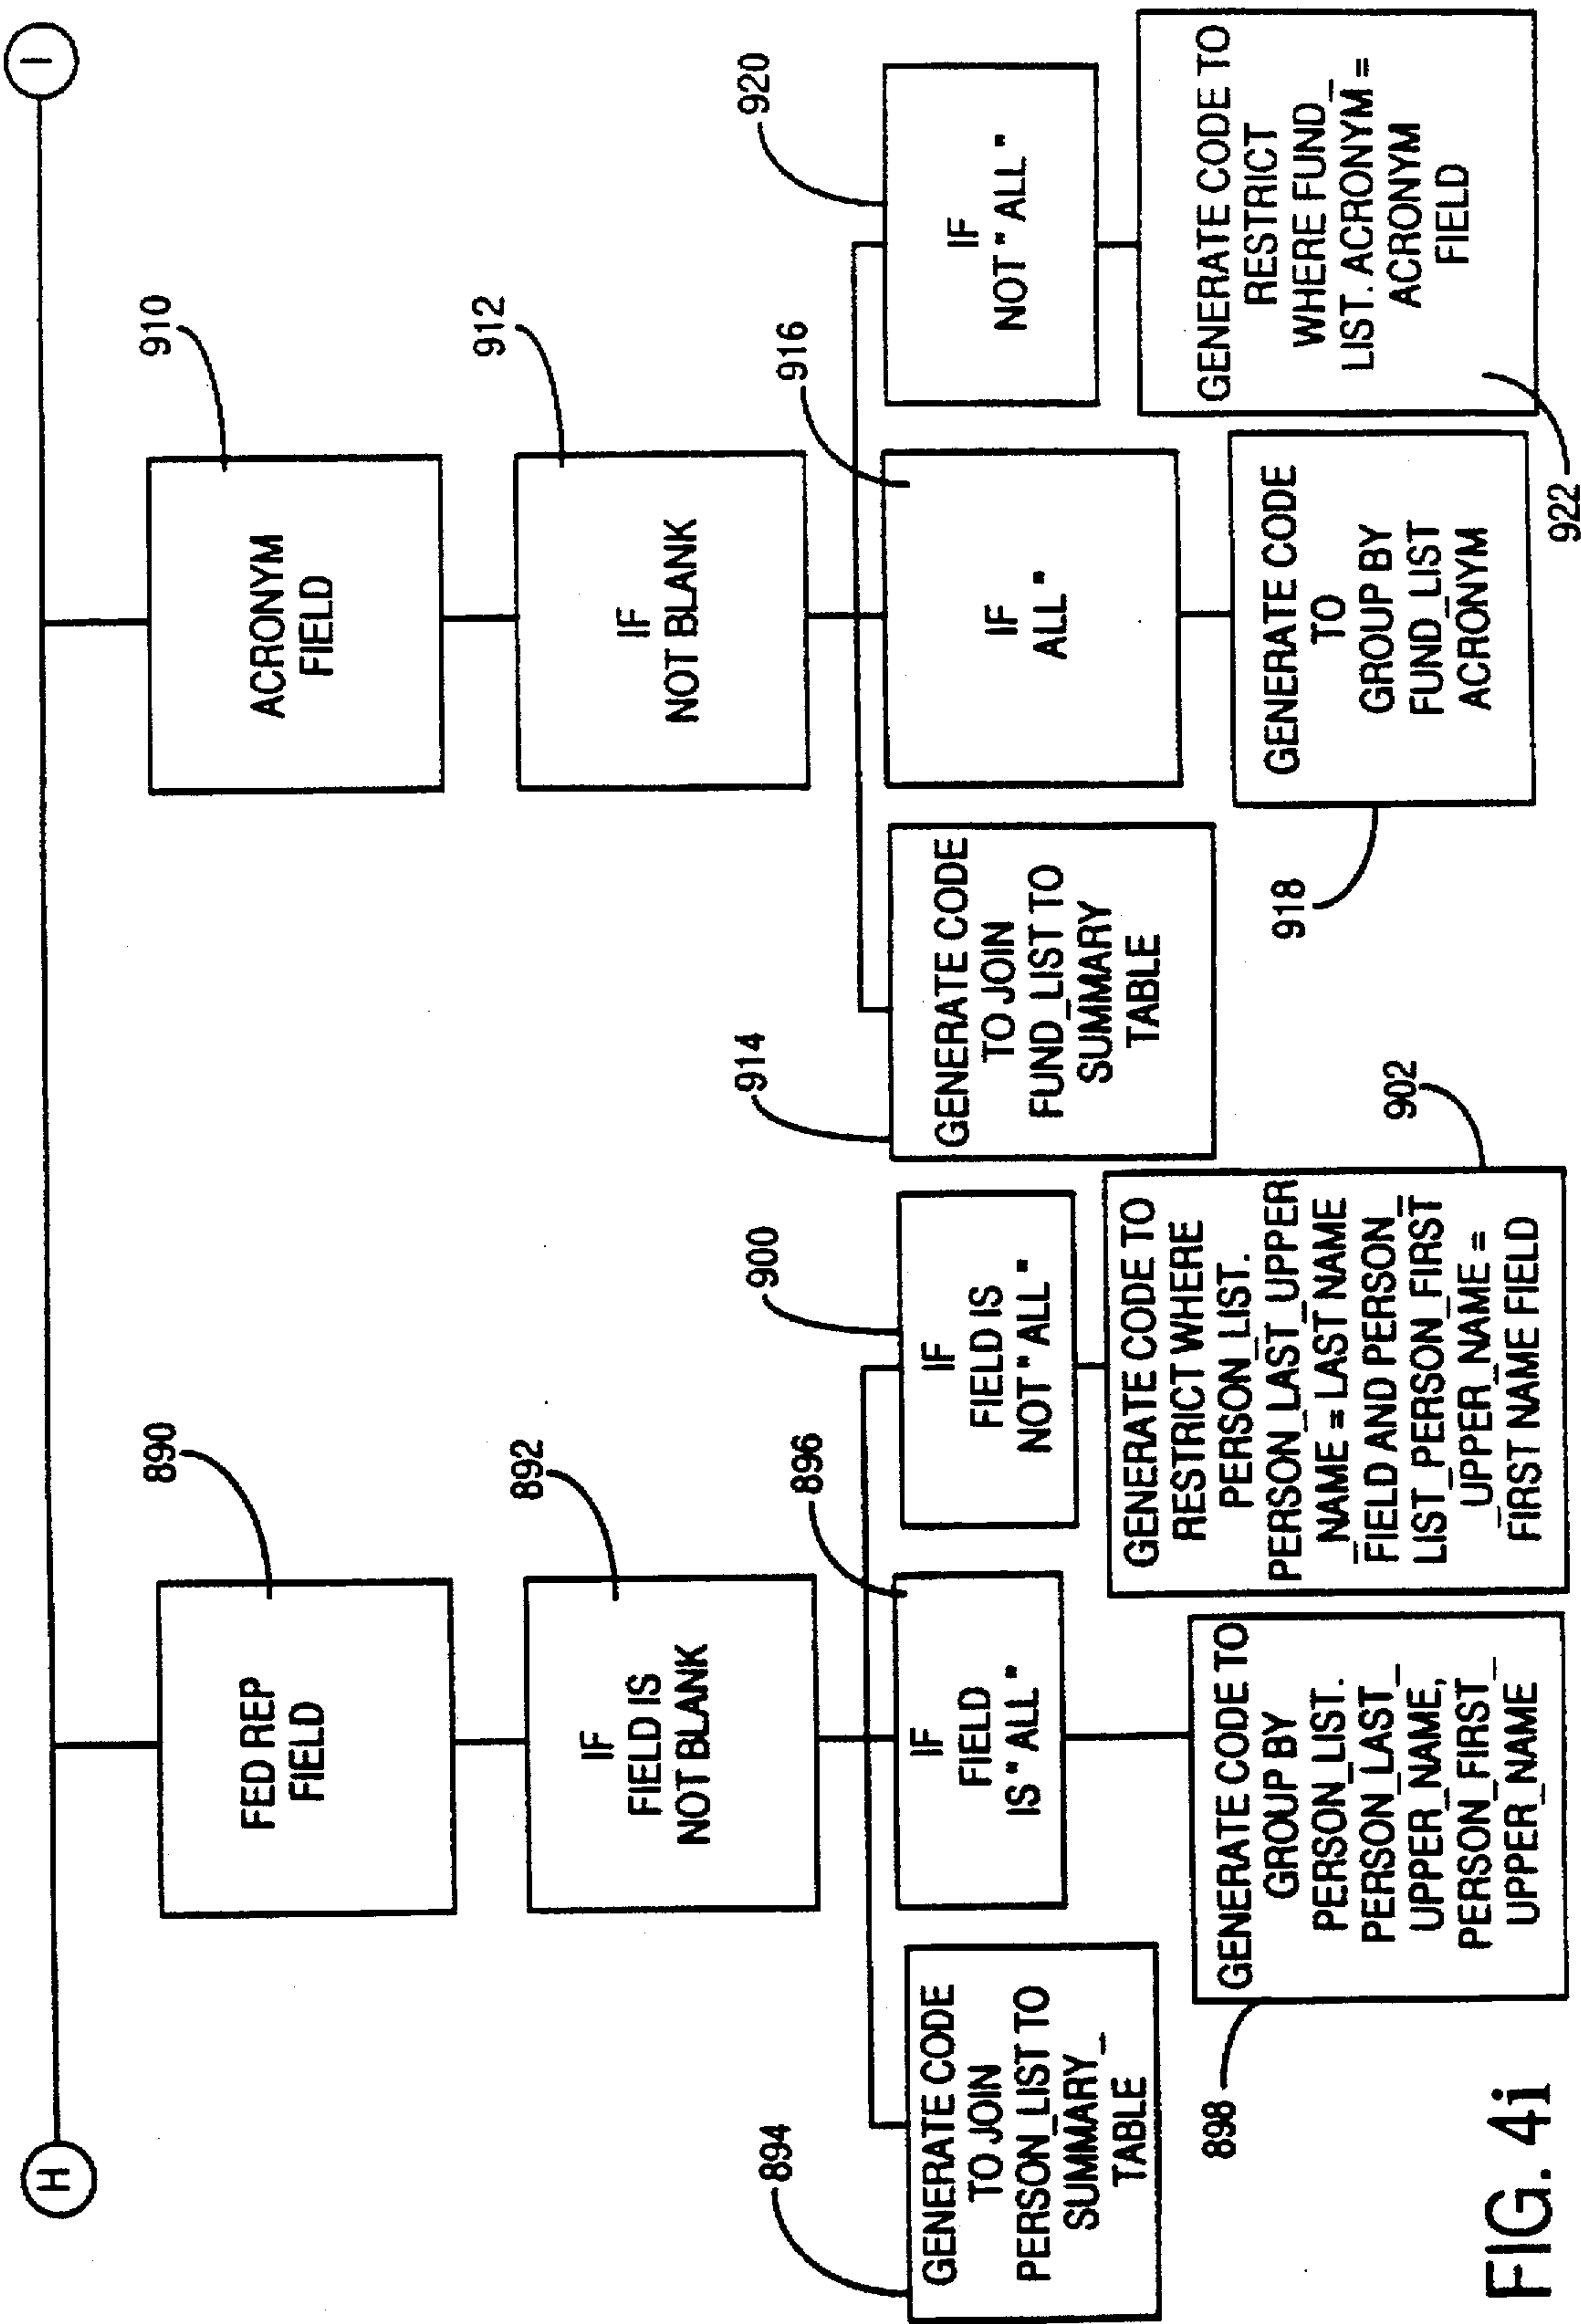 H
I
890
FED REP
FIELD
892
IF
FIELD IS
NOT BLANK
894
GENERATE CODE
TO JOIN
PERSON_LIST TO
SUMMARY_
TABLE
896
IF
FIELD
IS "ALL"
898
GENERATE CODE TO
GROUP BY
PERSON_LIST.
PERSON_LAST_
UPPER_NAME,
PERSON_FIRST_
UPPER_NAME
900
IF
FIELD IS
NOT "ALL"
902
GENERATE CODE TO
RESTRICT WHERE
PERSON_LIST.
PERSON_LAST_UPPER
_NAME = LAST NAME
FIELD AND PERSON_
LIST_PERSON_FIRST
_UPPER_NAME =
FIRST NAME FIELD
910
ACRONYM
FIELD
912
IF
NOT BLANK
914
GENERATE CODE
TO JOIN
FUND_LIST TO
SUMMARY
TABLE
916
IF
ALL"
918
GENERATE CODE
TO
GROUP BY
FUND_LIST
ACRONYM
920
IF
NOT "ALL"
922
GENERATE CODE TO
RESTRICT
WHERE FUND_
LIST. ACRONYM =
ACRONYM
FIELD
FIG. 4i